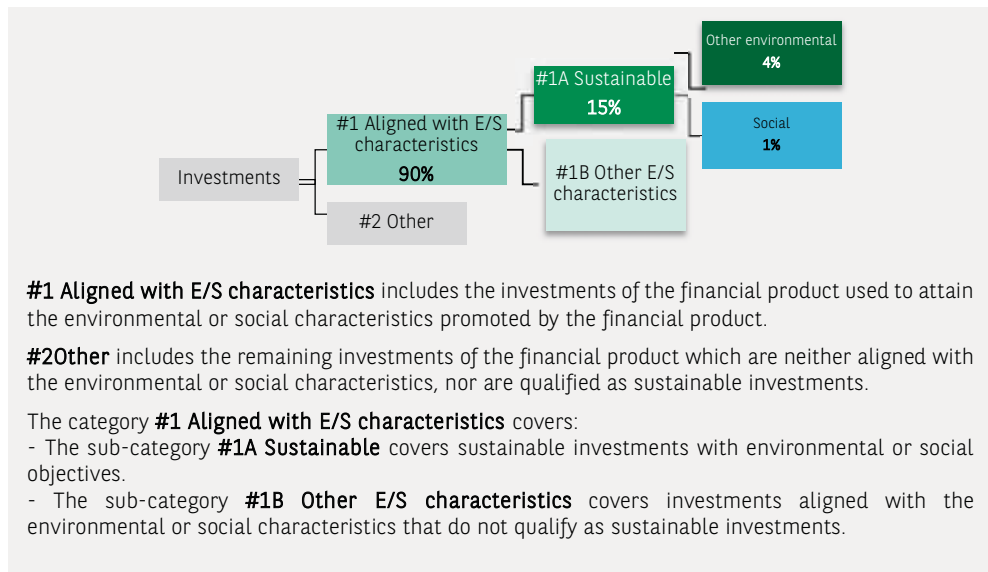 Other environmental
4%
#1A Sustainable
15%
Social
1%
#1 Aligned with E/S
characteristics
90%
Investments
#1B Other E/S
characteristics
#2 Other
#1 Aligned with E/S characteristics includes the investments of the financial product used to attain
the environmental or social characteristics promoted by the financial product.
#2Other includes the remaining investments of the financial product which are neither aligned with
the environmental or social characteristics, nor are qualified as sustainable investments.
The category #1 Aligned with E/S characteristics covers:
- The sub-category #1A Sustainable covers sustainable investments with environmental or social
objectives.
- The sub-category #1B Other E/S characteristics covers investments aligned with the
environmental or social characteristics that do not qualify as sustainable investments.